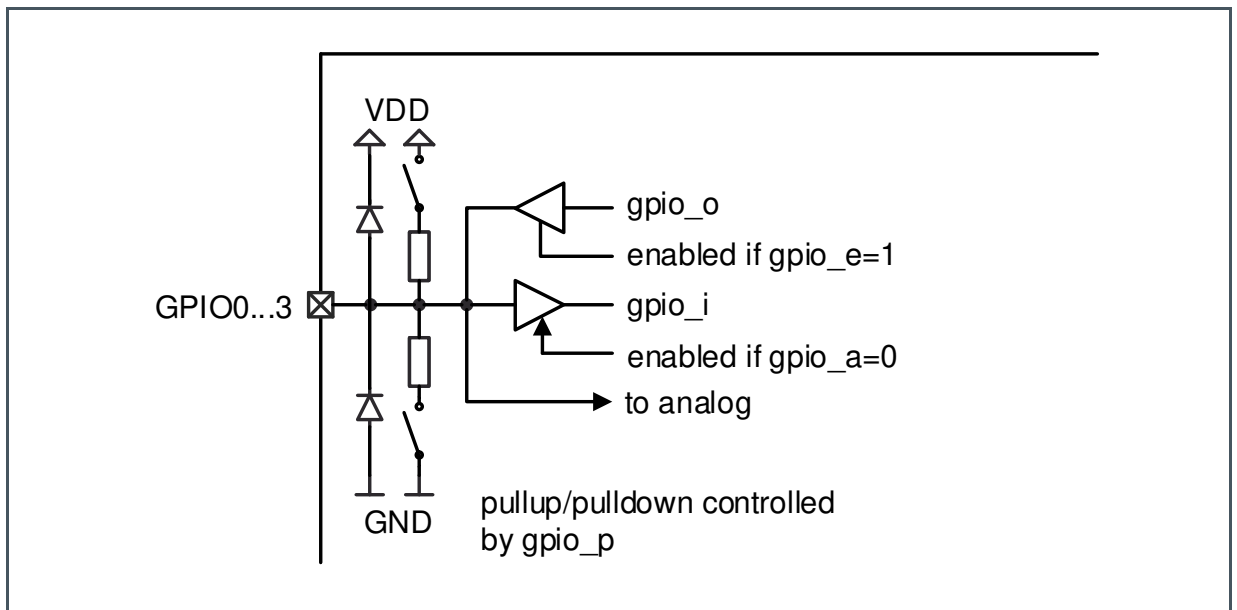 VDD
gpio_o
enabled if gpio_e=1
GPIO0...3
gpio_i
enabled if gpio_a=0
to analog
pullup/pulldown controlled
by gpio_p
GND